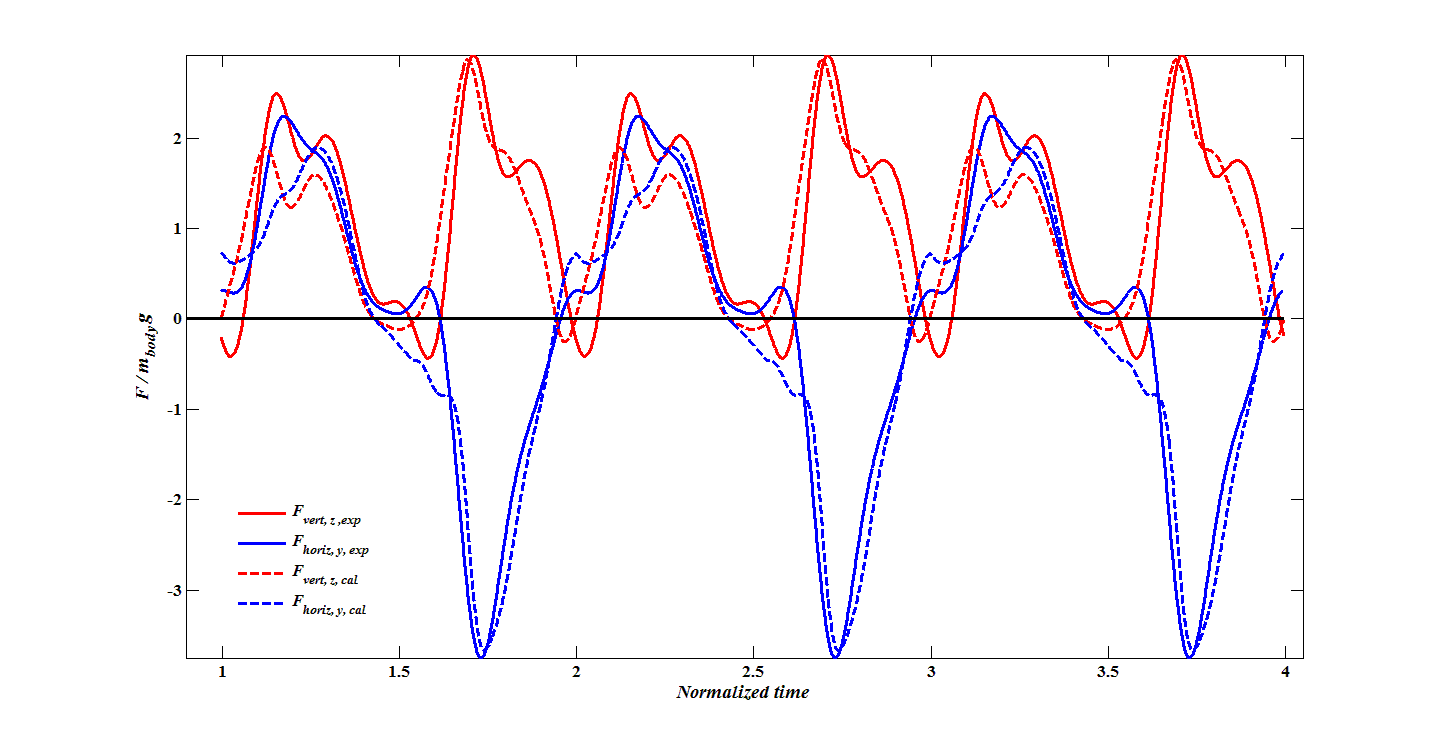 2
1
0
-1
-2
-3
F / m_body g
F_vert, z ,exp
F_horiz, y, exp
F_vert, z, cal
F_horiz, y, cal
1 1.5 2 2.5 3 3.5 4
Normalized time